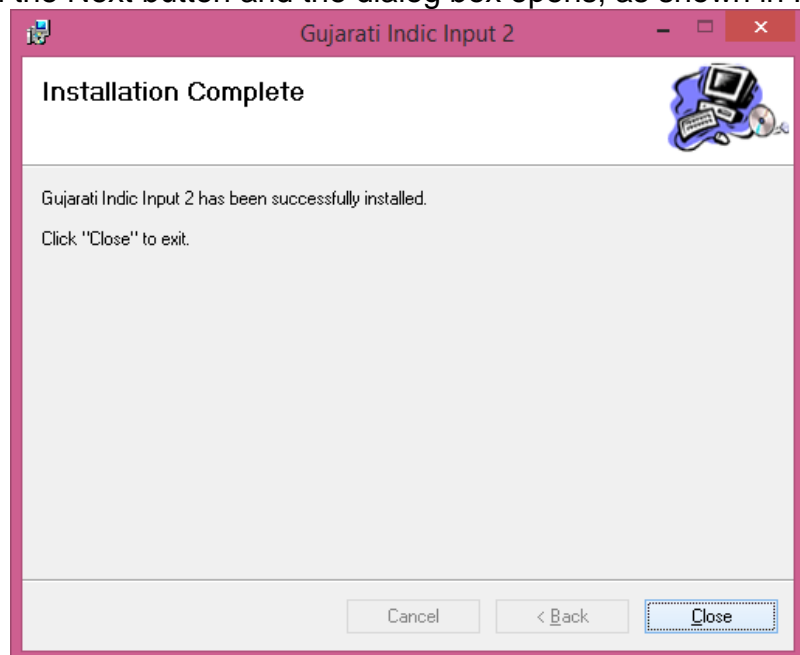 the Next button and the dialog box opens, as shown in
Gujarati Indic Input 2
Installation Complete
Gujarati Indic Input 2 has been successfully installed.
Click "Close" to exit.
Cancel
< Back
Close